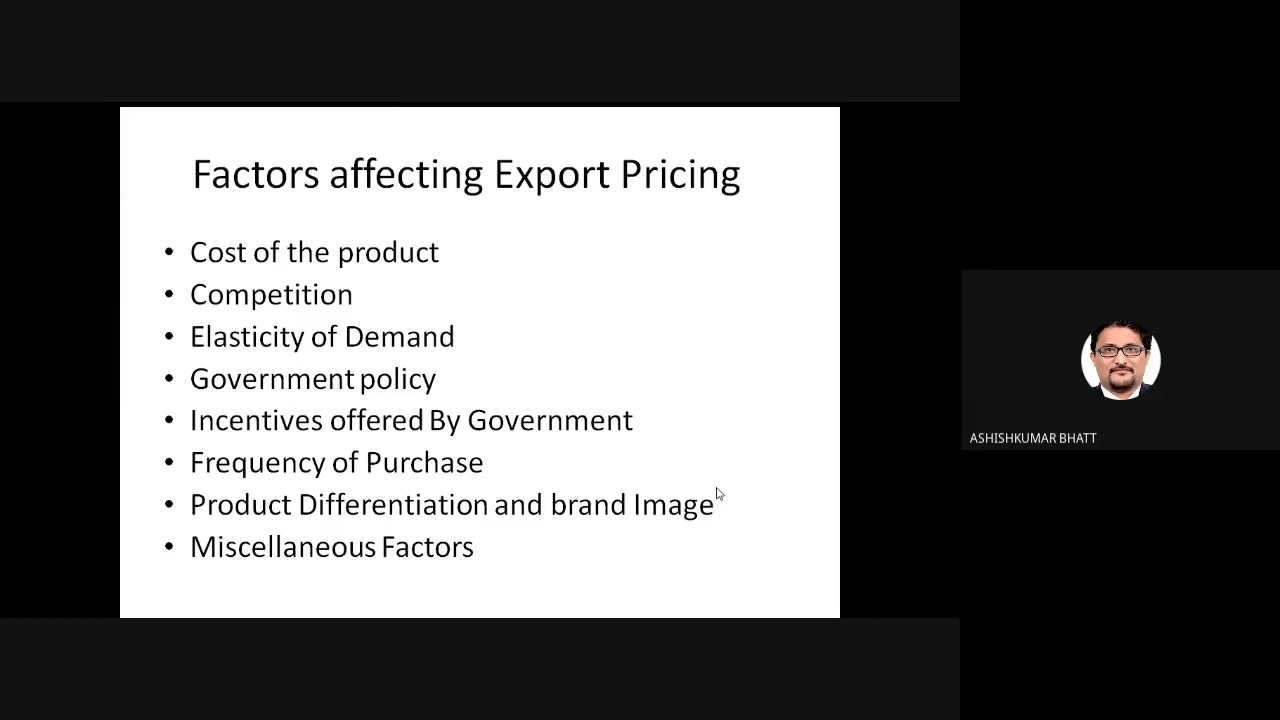 Factors affecting Export Pricing
• Cost of the product
• Competition
• Elasticity of Demand
• Government policy
• Incentives offered By Government
• Frequency of Purchase
• Product Differentiation and brand Image
• Miscellaneous Factors
ASHISHKUMAR BHATT